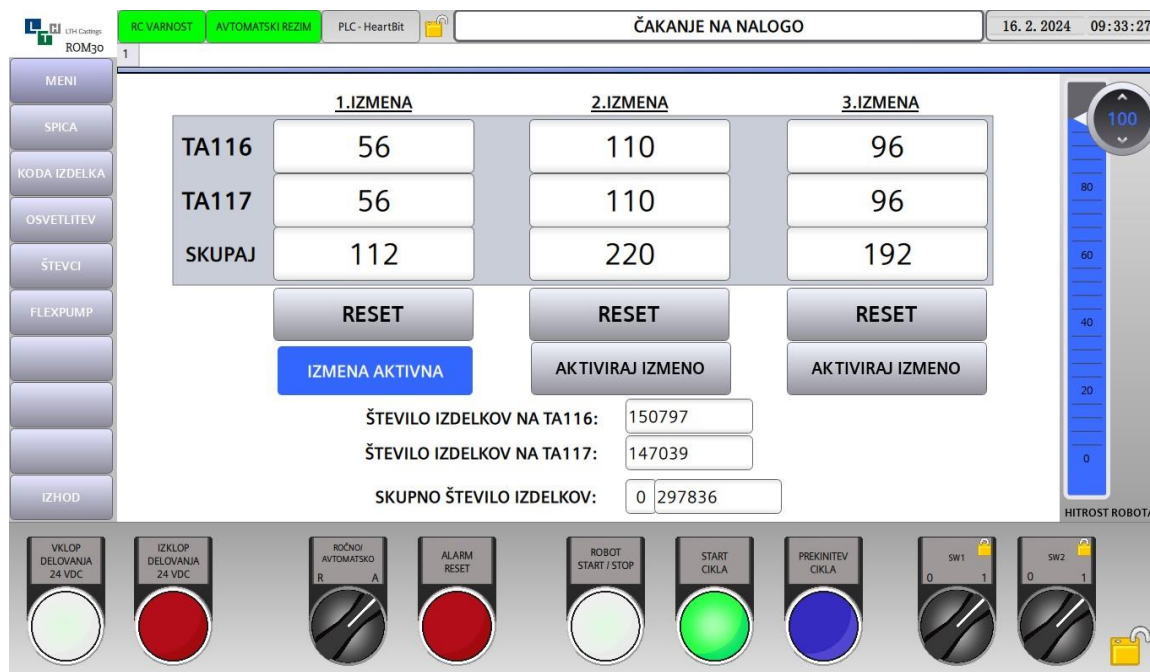 LTH Castings
ROM30
RC VARNOST AVTOMATSKI REZIM PLC - HeartBit ČAKANJE NA NALOGO 16. 2. 2024 09:33:27
1
MENI
SPICA
KODA IZDELKA
OSVETLITEV
ŠTEVCI
FLEXPUMP
IZHOD
1.IZMENA 2.IZMENA 3.IZMENA
TA116 56 110 96
TA117 56 110 96
SKUPAJ 112 220 192
RESET RESET RESET
IZMENA AKTIVNA AKTIVIRAJ IZMENO AKTIVIRAJ IZMENO
ŠTEVILO IZDELKOV NA TA116: 150797
ŠTEVILO IZDELKOV NA TA117: 147039
SKUPNO ŠTEVILO IZDELKOV: 0 297836
100
80
60
40
20
0
HITROST ROBOTA
VKLOP
DELOVANJA
24 VDC
IZKLOP
DELOVANJA
24 VDC
ROČNO/
AVTOMATSKO
R A
ALARM
RESET
ROBOT
START / STOP
START
CIKLA
PREKINITEV
CIKLA
SW1
0 1
SW2
0 1